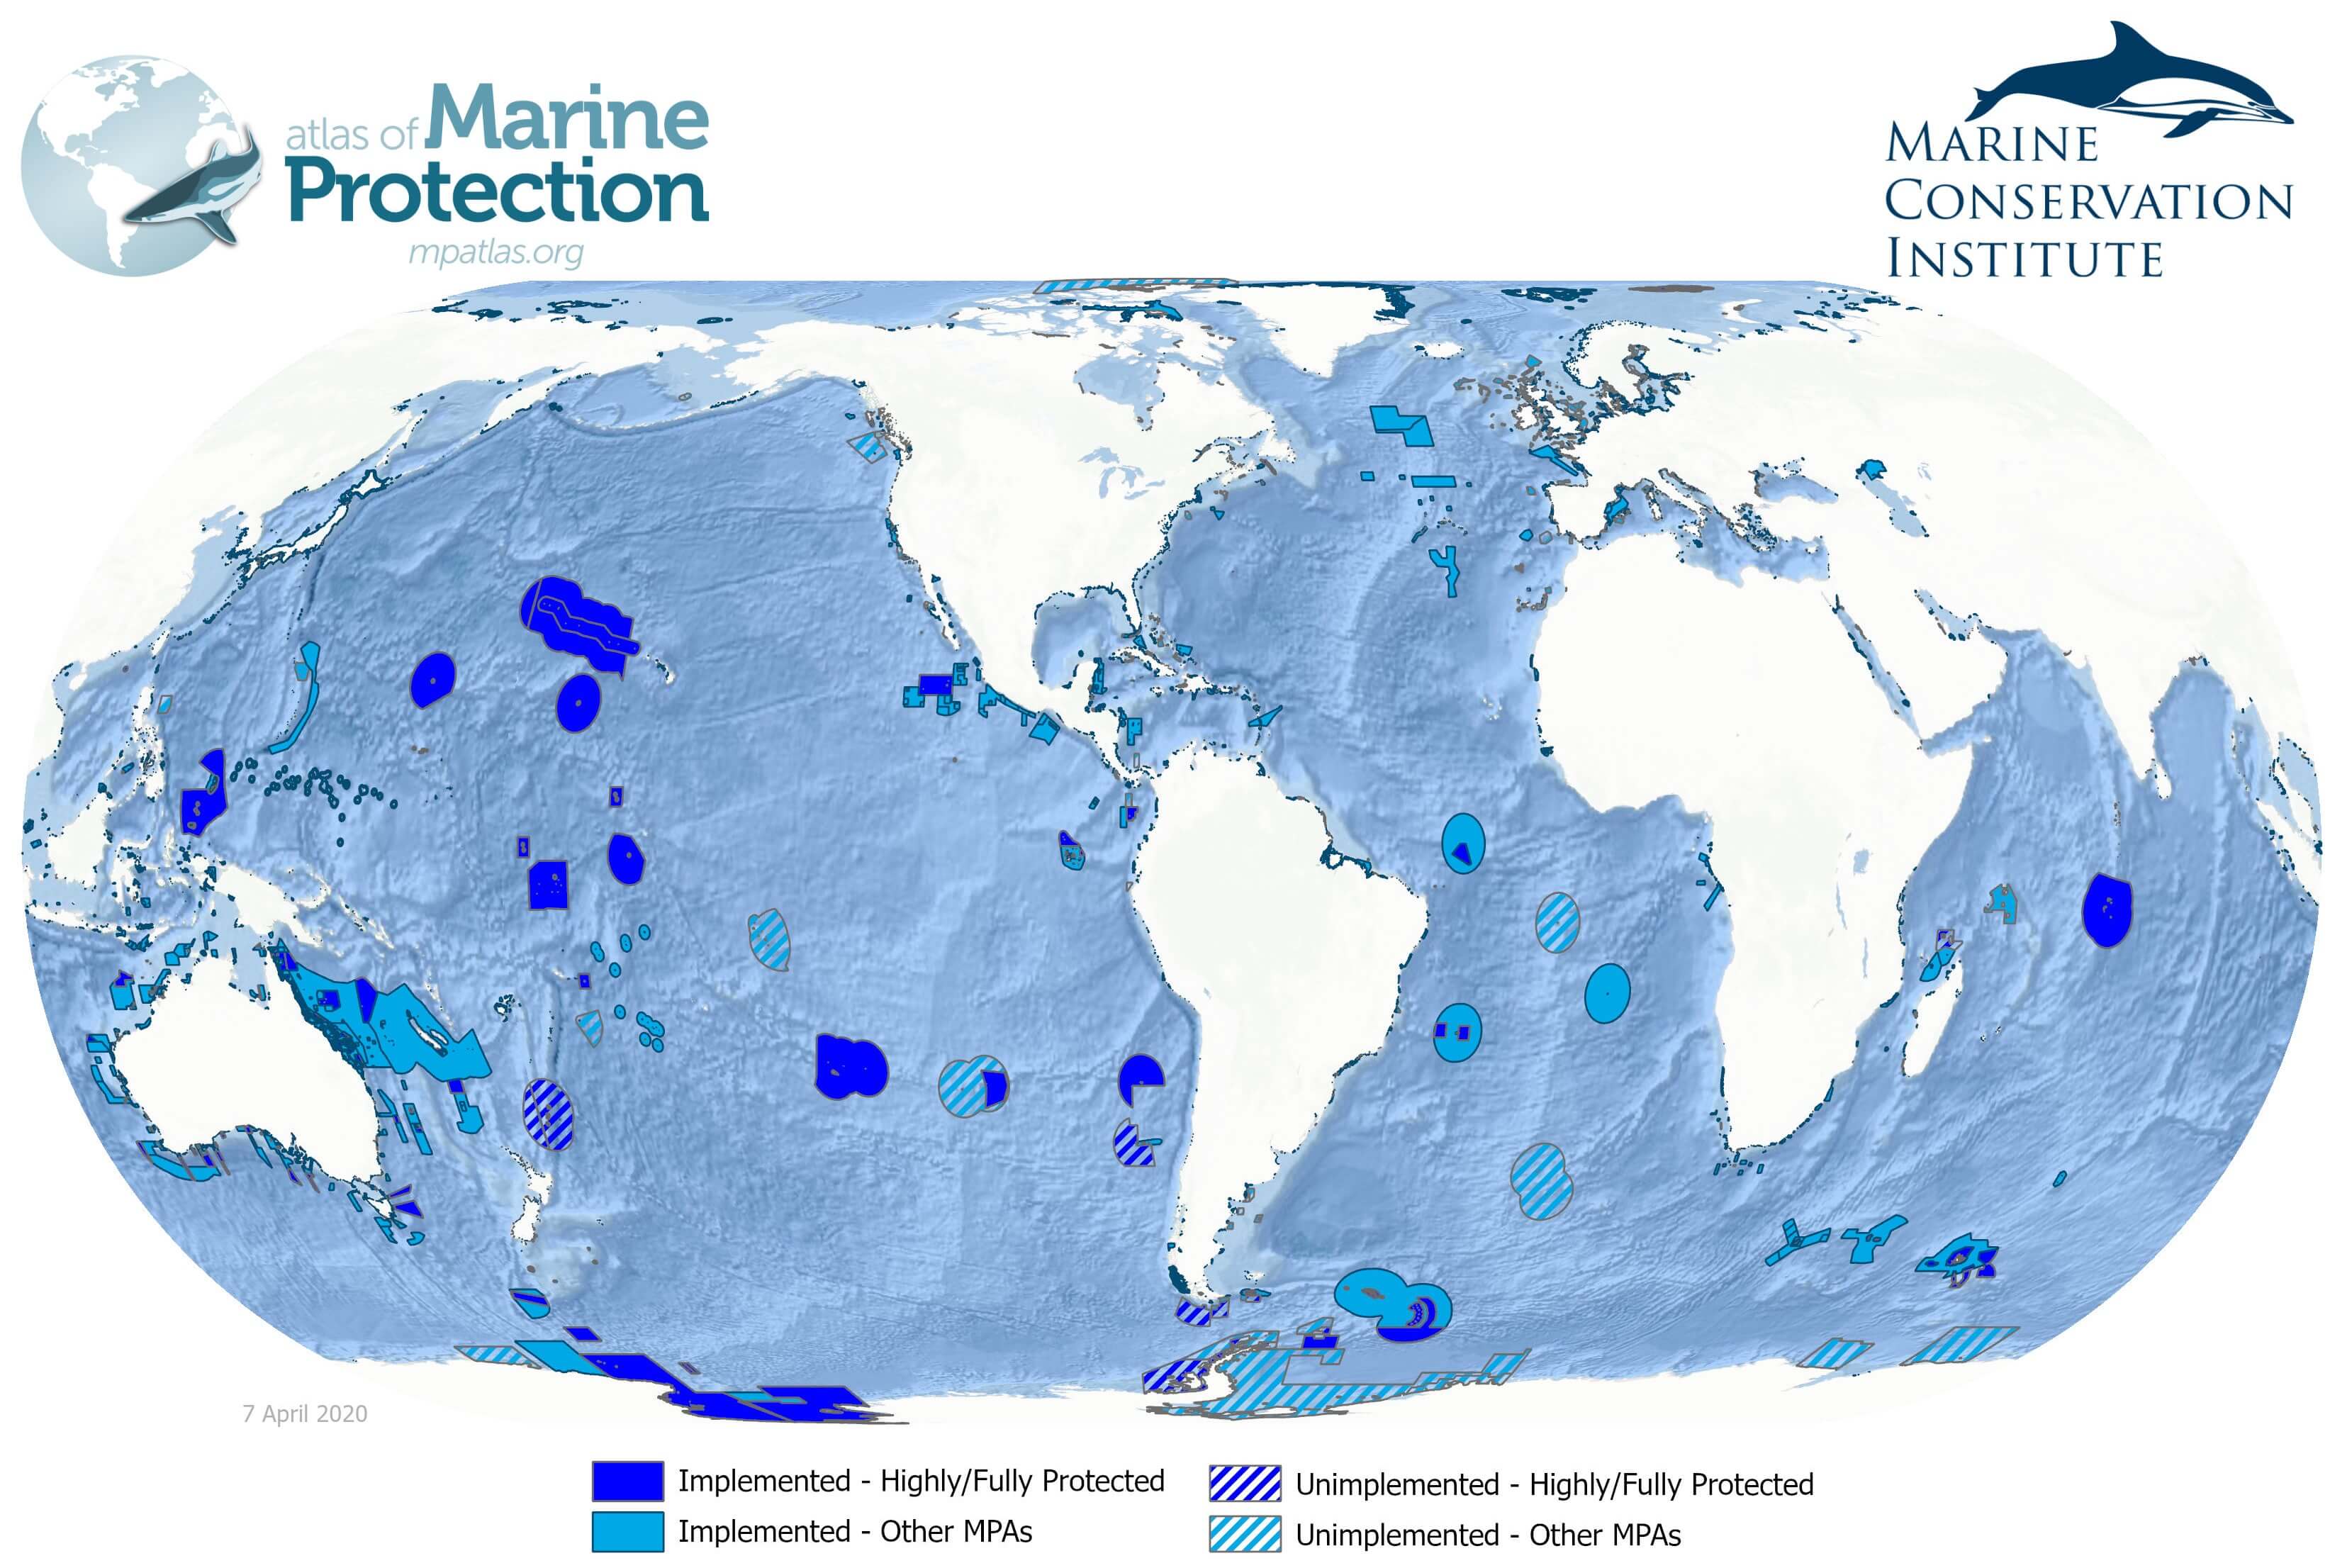 atlas of Marine
Protection
mpatlas.org
MARINE
CONSERVATION
INSTITUTE
7 April 2020
Implemented - Highly/Fully Protected
Implemented - Other MPAs
Unimplemented - Highly/Fully Protected
Unimplemented - Other MPAs